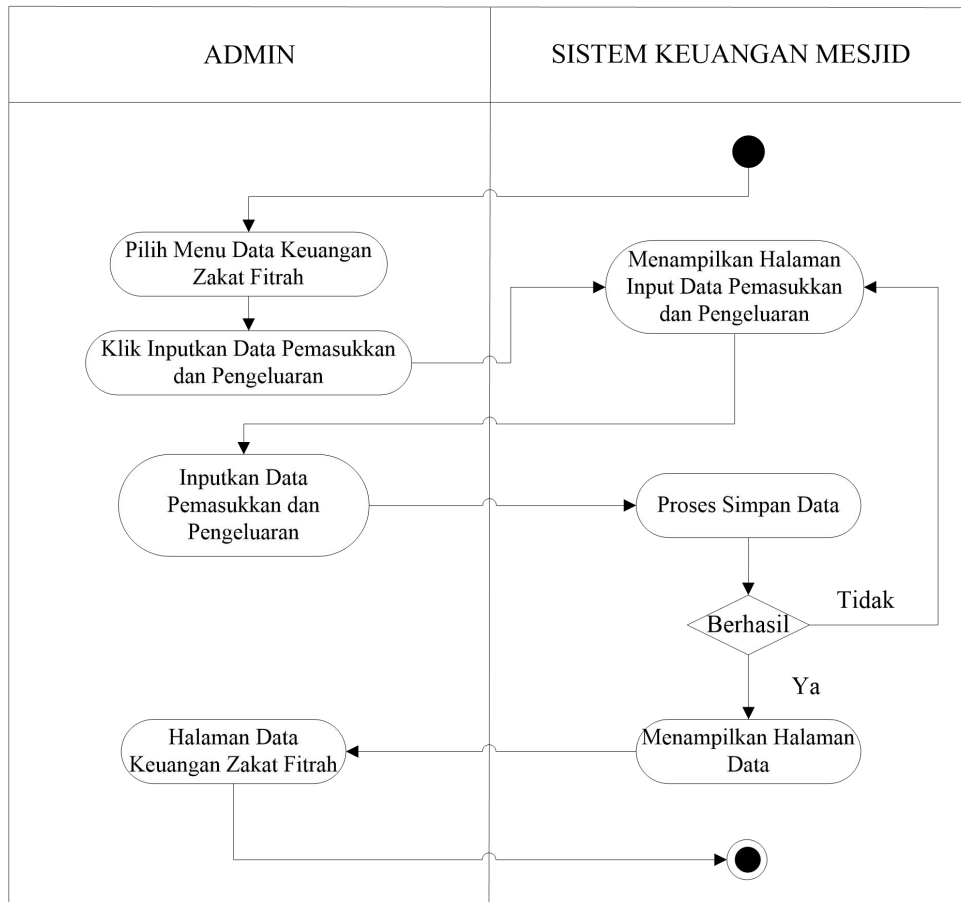 ADMIN
SISTEM KEUANGAN MESJID
Pilih Menu Data Keuangan
Zakat Fitrah
Menampilkan Halaman
Input Data Pemasukkan
dan Pengeluaran
Klik Inputkan Data Pemasukkan
dan Pengeluaran
Inputkan Data
Pemasukkan dan
Pengeluaran
Proses Simpan Data
Berhasil
Tidak
Ya
Menampilkan Halaman
Data
Halaman Data
Keuangan Zakat Fitrah